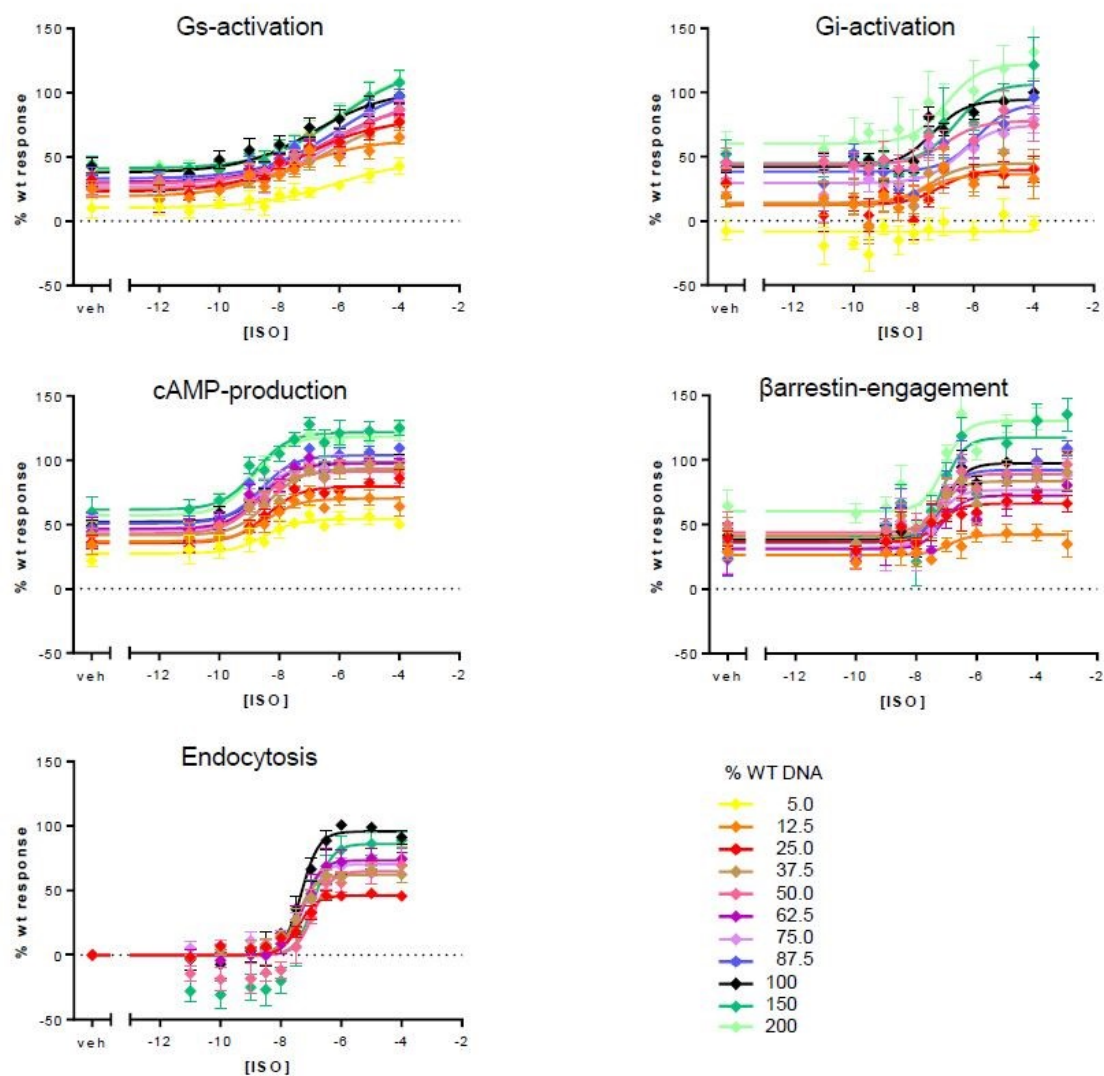 Gs-activation
% wt response
150
100
50
0
-50
veh -12 -10 -8 -6 -4 -2
[ISO]
Gi-activation
% wt response
150
100
50
0
-50
veh -12 -10 -8 -6 -4 -2
[ISO]
cAMP-production
% wt response
150
100
50
0
-50
veh -12 -10 -8 -6 -4 -2
[ISO]
βarrestin-engagement
% wt response
150
100
50
0
-50
veh -12 -10 -8 -6 -4 -2
[ISO]
Endocytosis
% wt response
150
100
50
0
-50
veh -12 -10 -8 -6 -4 -2
[ISO]
% WT DNA
5.0
12.5
25.0
37.5
50.0
62.5
75.0
87.5
100
150
200